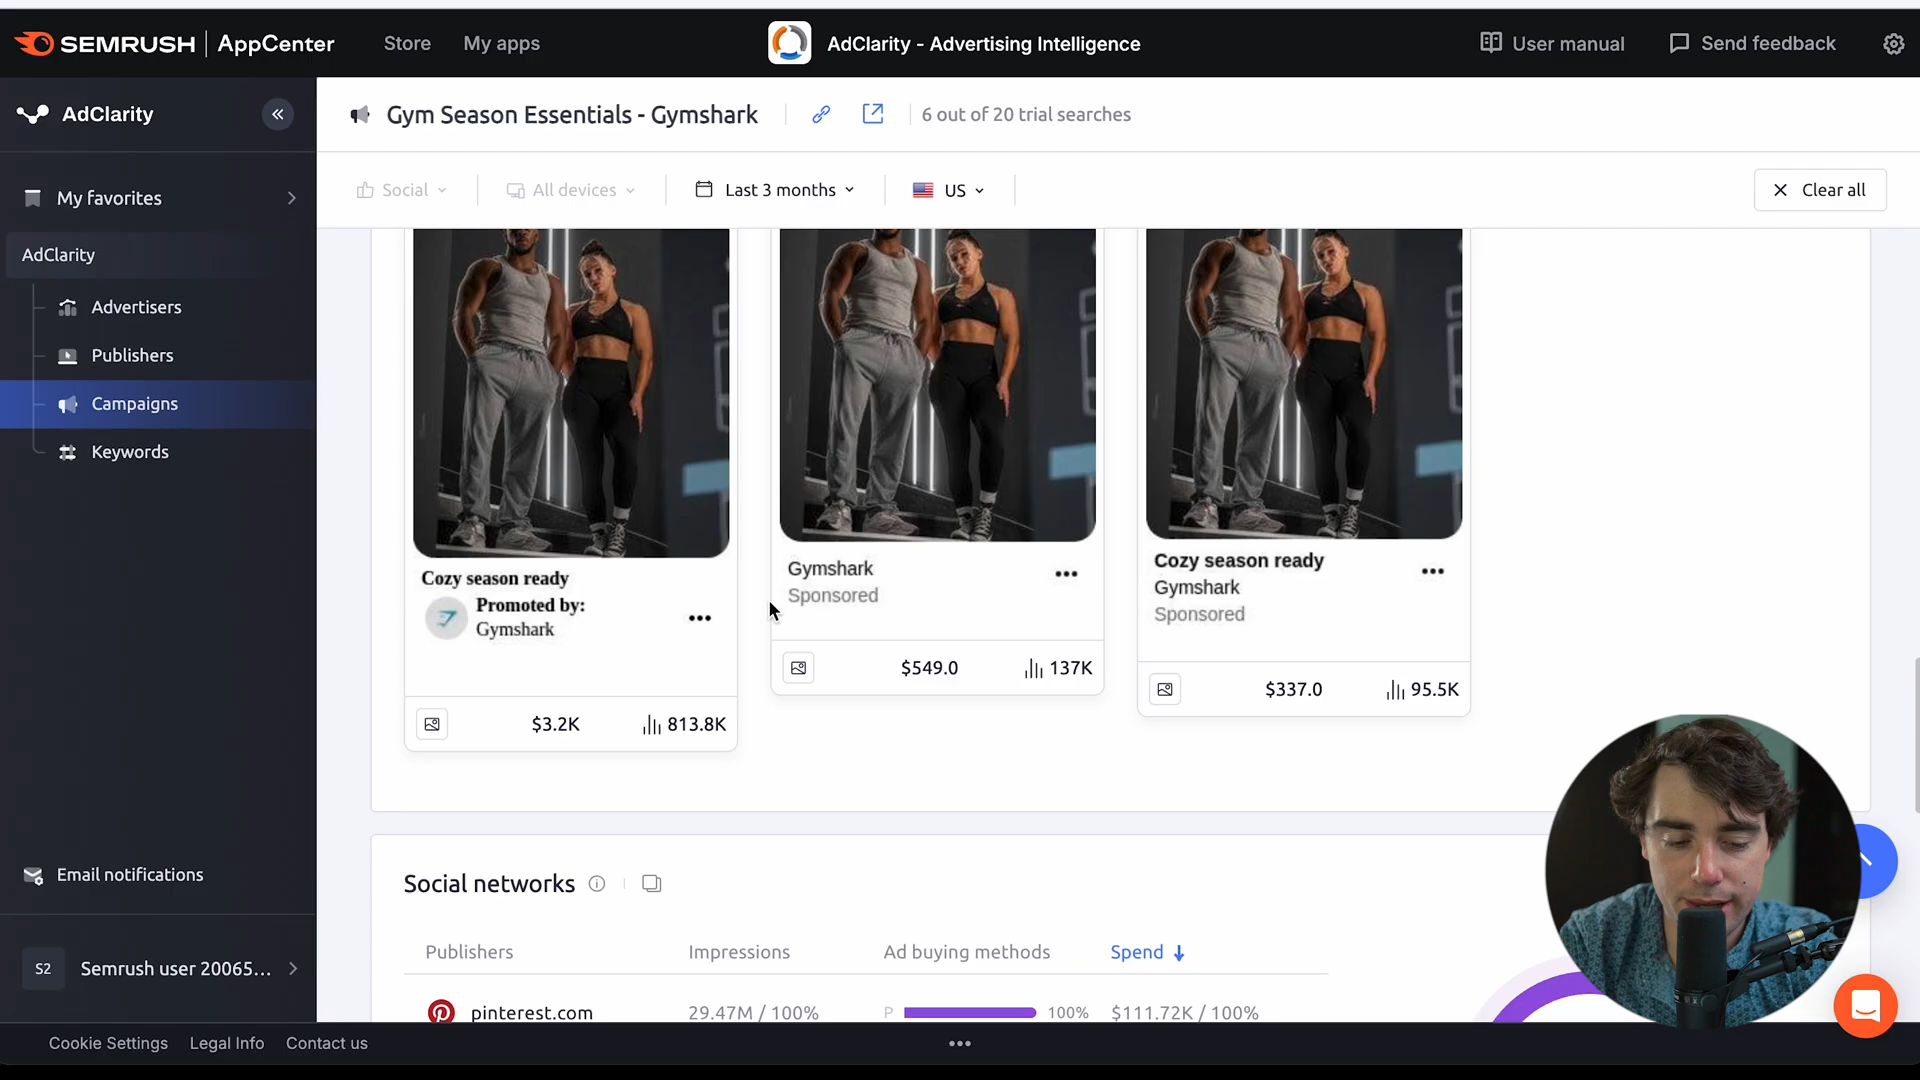 SEMRUSH AppCenter
Store
My apps
AdClarity - Advertising Intelligence
User manual
Send feedback
AdClarity
Gym Season Essentials - Gymshark
6 out of 20 trial searches
My favorites
Social
All devices
Last 3 months
US
Clear all
AdClarity
Advertisers
Publishers
Campaigns
Keywords
Cozy season ready
Promoted by:
Gymshark
$3.2K
813.8K
Gymshark
Sponsored
$549.0
137K
Cozy season ready
Gymshark
Sponsored
$337.0
95.5K
Social networks
Publishers
Impressions
Ad buying methods
Spend
pinterest.com
29.47M / 100%
P
100%
$111.72K / 100%
Email notifications
S2
Semrush user 20065...
Cookie Settings
Legal Info
Contact us